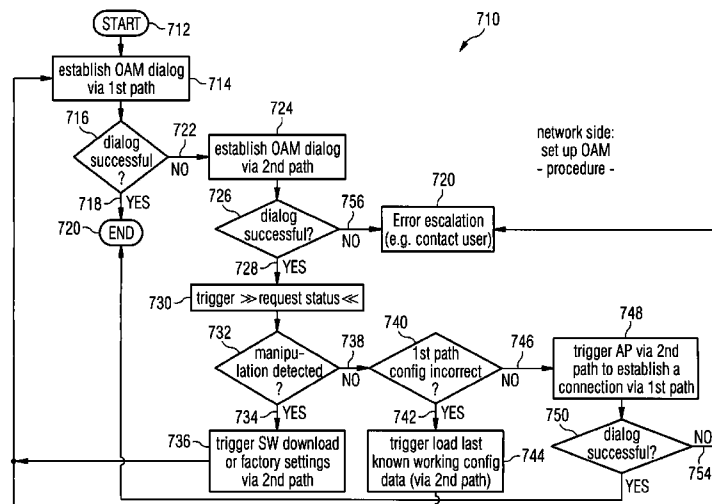 START
712
710
establish OAM dialog
via 1st path
714
716
dialog
successful
?
722
NO
718
YES
720
END
724
establish OAM dialog
via 2nd path
network side:
set up OAM
- procedure -
726
dialog
successful?
756
NO
720
Error escalation
(e.g. contact user)
728
YES
730
trigger ≫request status≪
732
manipu-
lation detected
?
738
NO
740
1st path
config incorrect
?
746
NO
748
trigger AP via 2nd
path to establish a
connection via 1st path
734
YES
742
YES
750
dialog
successful?
NO
754
YES
736
trigger SW download
or factory settings
via 2nd path
trigger load last
known working config
data (via 2nd path)
744